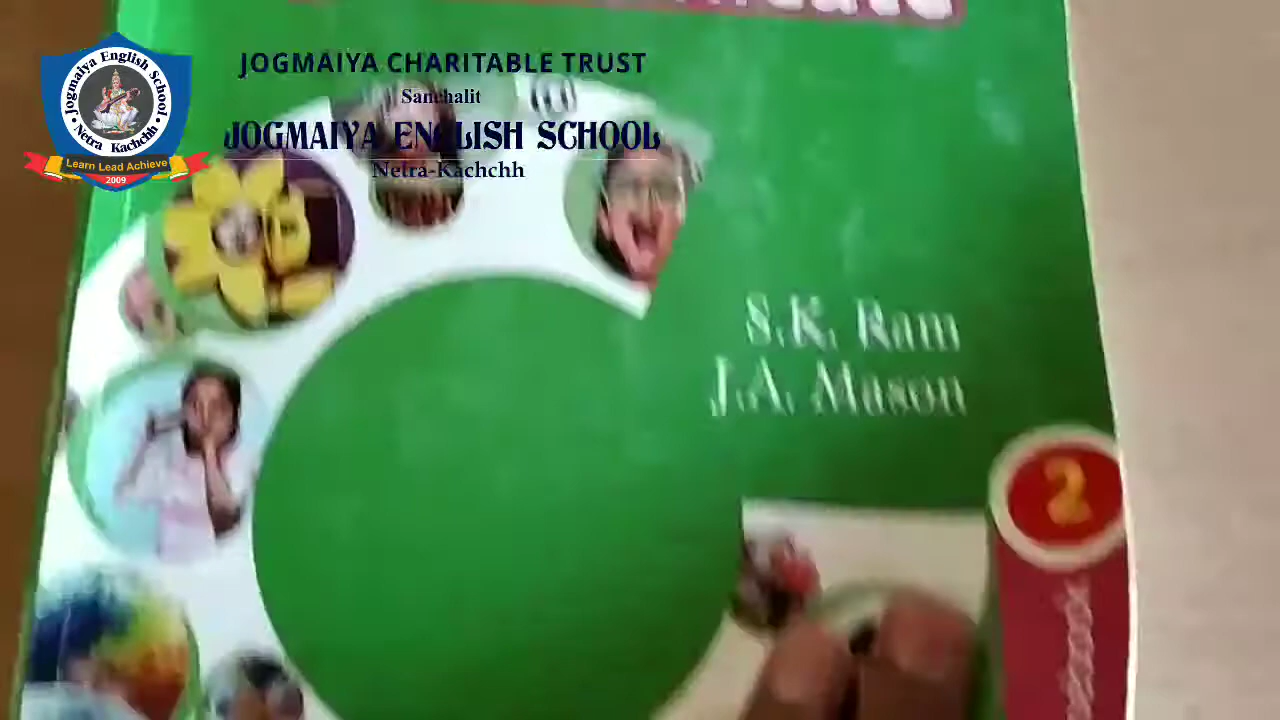 JOGMAIYA CHARITABLE TRUST
Sanchalit
JOGMAIYA ENGLISH SCHOOL
Netra-Kachchh
Jogmaiya English School
Netra Kachchh
Learn Lead Achieve
2009
S.K. Ram
J.A. Mason
2